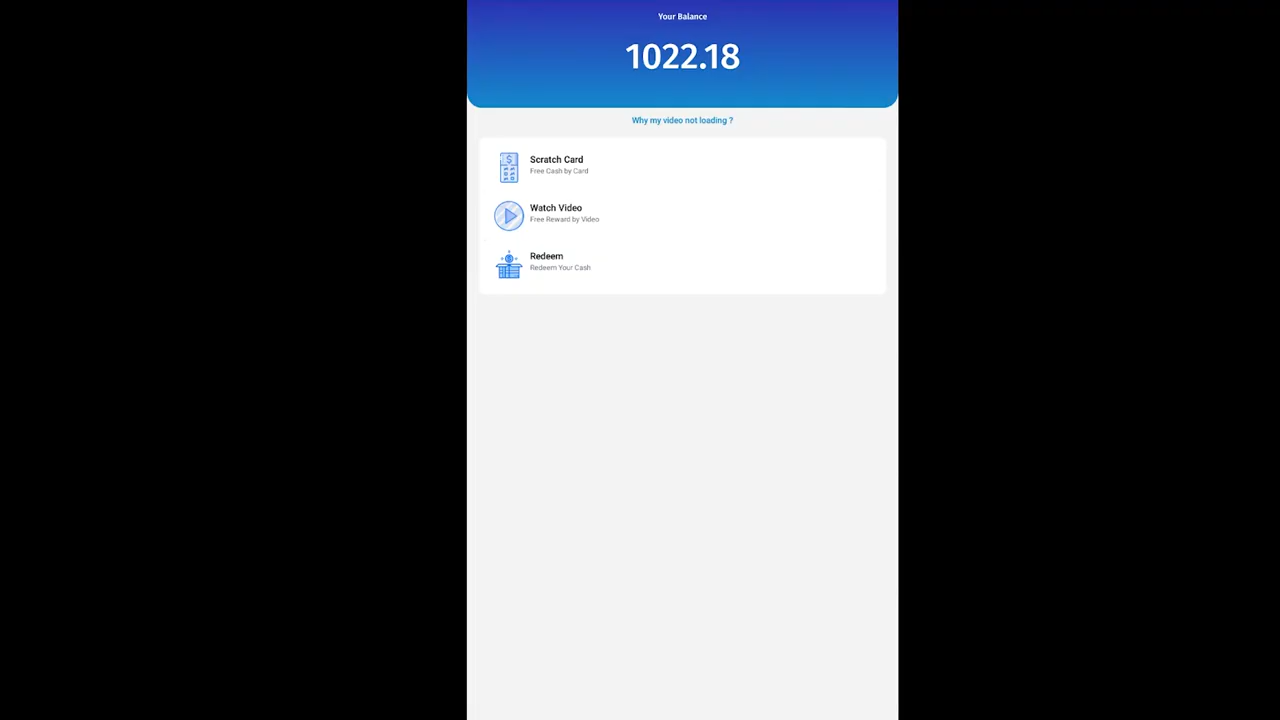 Your Balance
1022.18
Why my video not loading ?
Scratch Card
Free Cash by Card
Watch Video
Free Reward by Video
Redeem
Redeem Your Cash